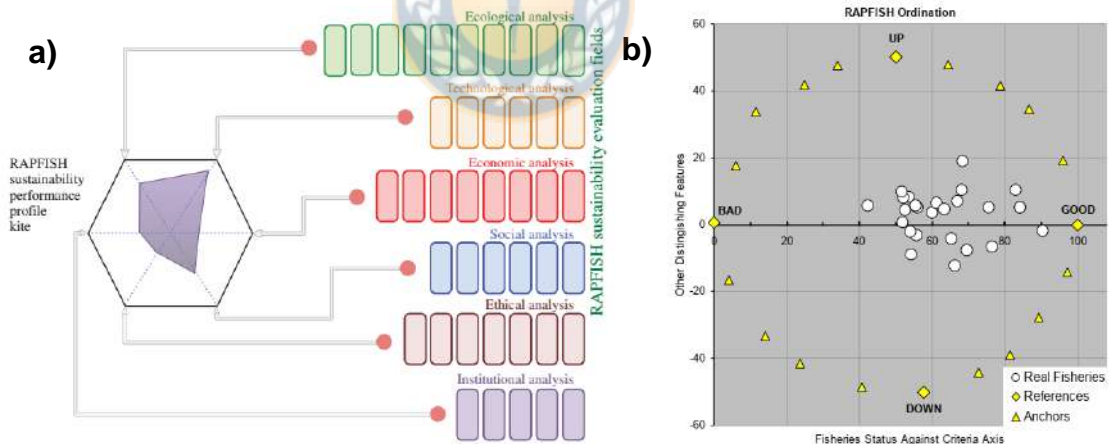 a)
Ecological analysis
Technological analysis
Economic analysis
Social analysis
Ethical analysis
Institutional analysis
RAPFISH sustainability evaluation fields
RAPFISH
sustainability
performance
profile
kite
b)
RAPFISH Ordination
UP
BAD
GOOD
DOWN
60
40
20
0
-20
-40
-60
0
20
40
60
80
100
Other Distinguishing Features
Fisheries Status Against Criteria Axis
Real Fisheries
References
Anchors